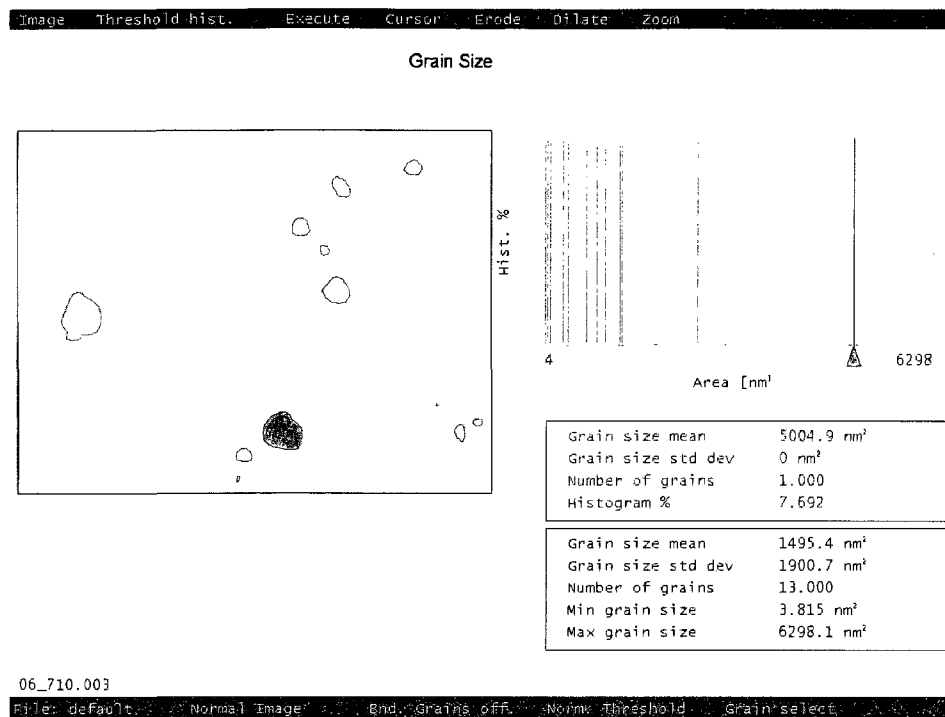 Image Threshold hist. Execute Cursor Erode Dilate Zoom
Grain Size
Hist. %
4 6298
Area [nm¹
Grain size mean 5004.9 nm²
Grain size std dev 0 nm²
Number of grains 1.000
Histogram % 7.692
Grain size mean 1495.4 nm²
Grain size std dev 1900.7 nm²
Number of grains 13.000
Min grain size 3.815 nm²
Max grain size 6298.1 nm²
06_710.003
File: default. Normal Image Bnd. Grains off. Norm. Threshold Grain select